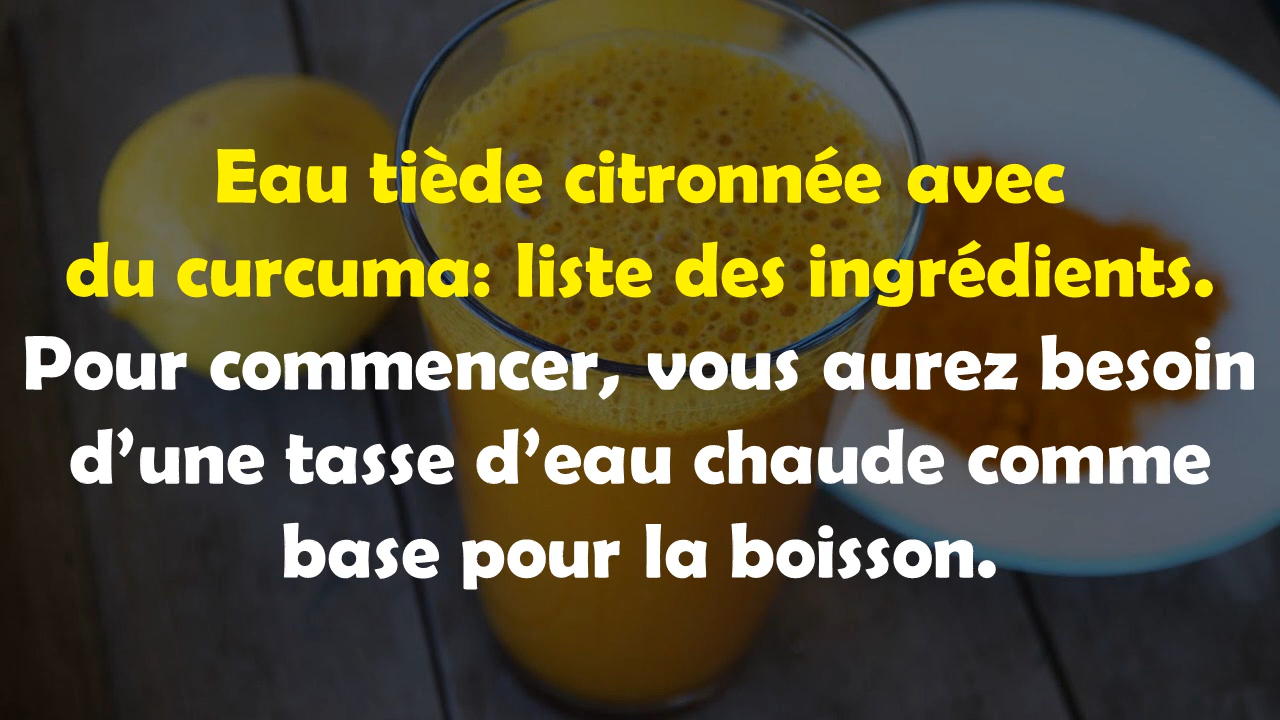 Eau tiède citronnée avec
du curcuma: liste des ingrédients.
Pour commencer, vous aurez besoin
d’une tasse d’eau chaude comme
base pour la boisson.